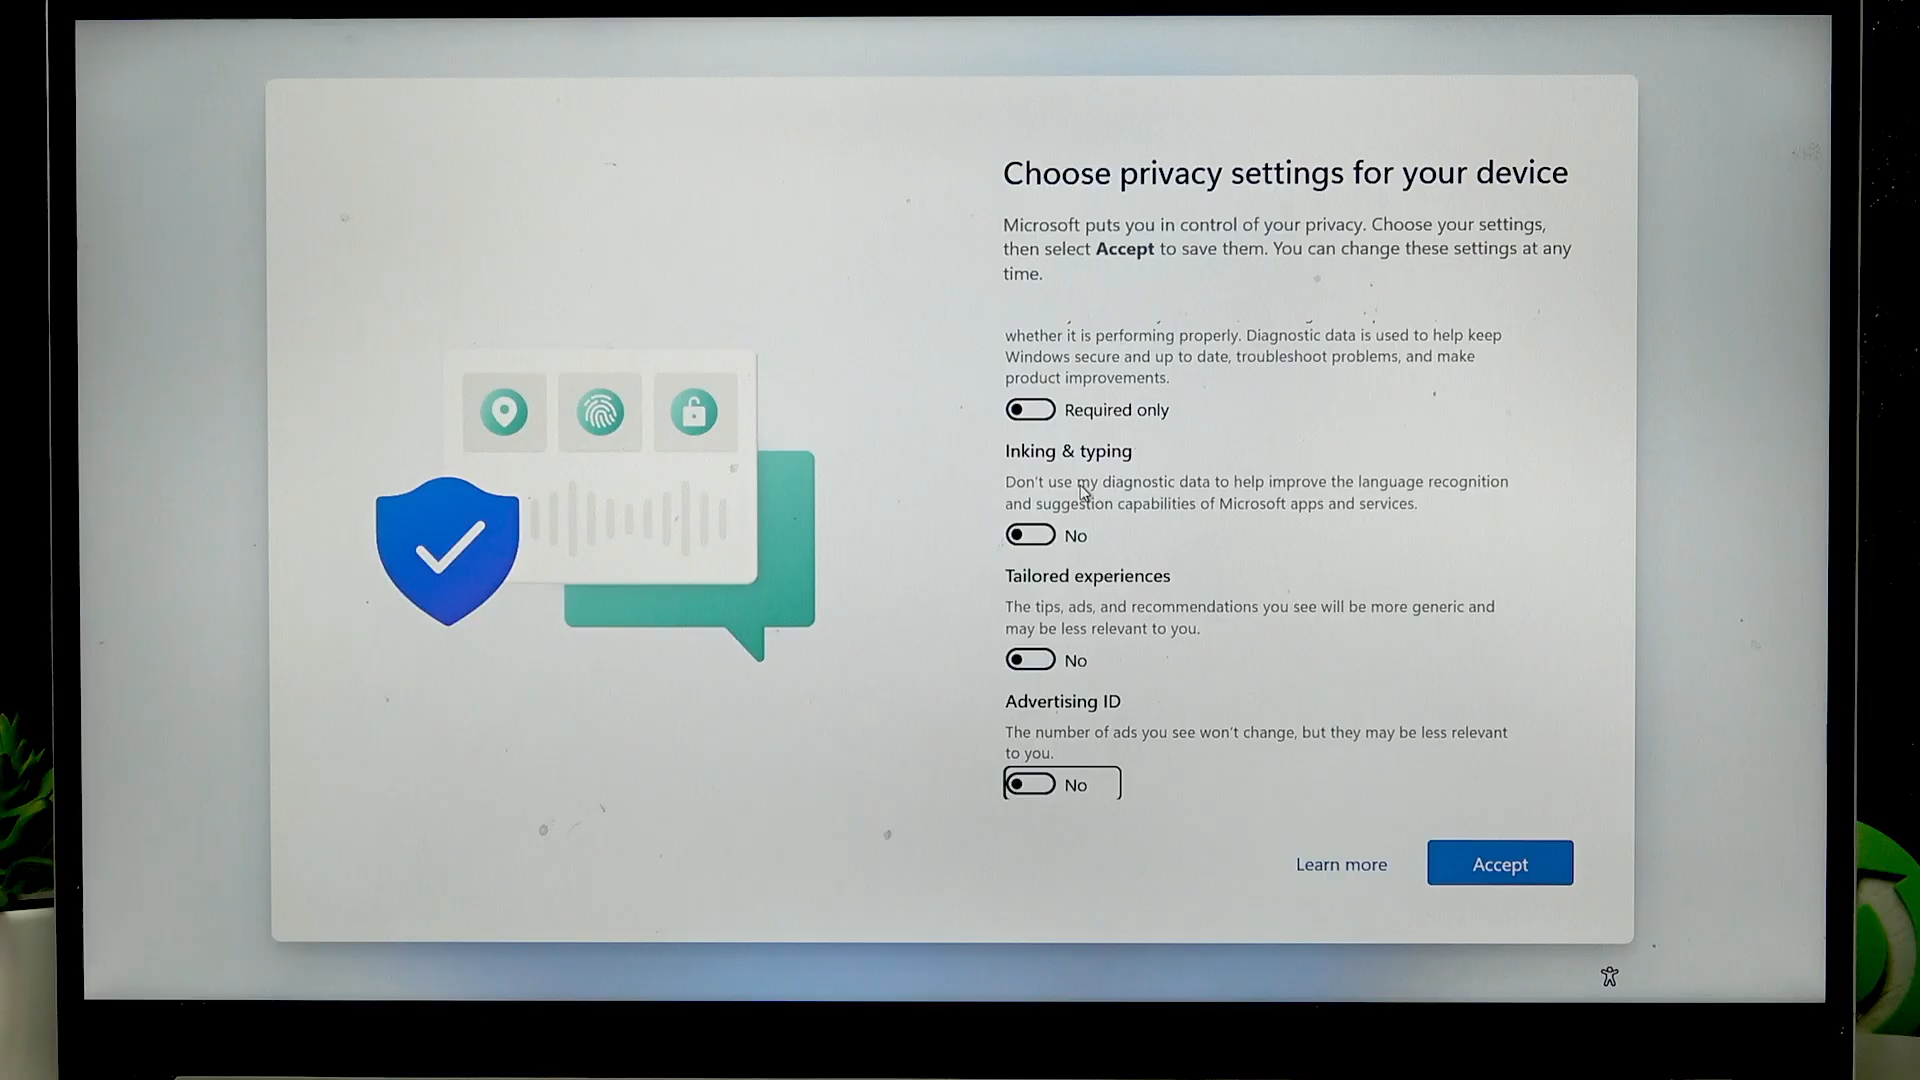 Choose privacy settings for your device
Microsoft puts you in control of your privacy. Choose your settings,
then select Accept to save them. You can change these settings at any
time.
whether it is performing properly. Diagnostic data is used to help keep
Windows secure and up to date, troubleshoot problems, and make
product improvements.
Required only
Inking & typing
Don't use my diagnostic data to help improve the language recognition
and suggestion capabilities of Microsoft apps and services.
No
Tailored experiences
The tips, ads, and recommendations you see will be more generic and
may be less relevant to you.
No
Advertising ID
The number of ads you see won't change, but they may be less relevant
to you.
No
Learn more
Accept